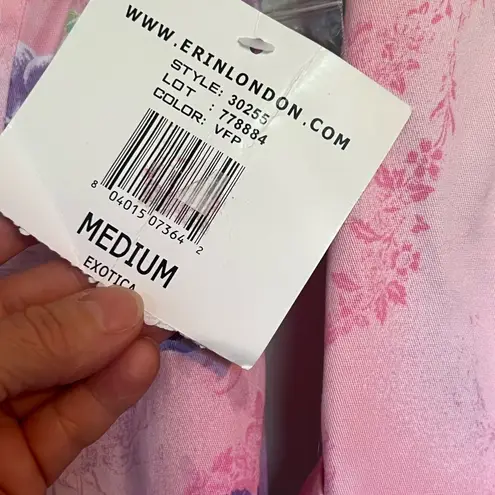 WWW.ERINLONDON.COM
STYLE: 30255
LOT : 778884
COLOR: VFP
8 04015 07364 2
MEDIUM
EXOTICA